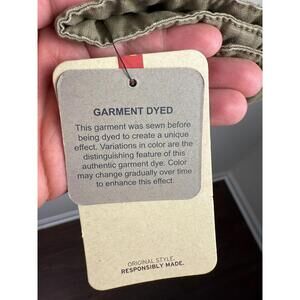 GARMENT DYED
This garment was sewn before
being dyed to create a unique
effect. Variations in color are the
distinguishing feature of this
authentic garment dye. Color
may change gradually over time
to enhance this effect.
ORIGINAL STYLE.
RESPONSIBLY MADE.